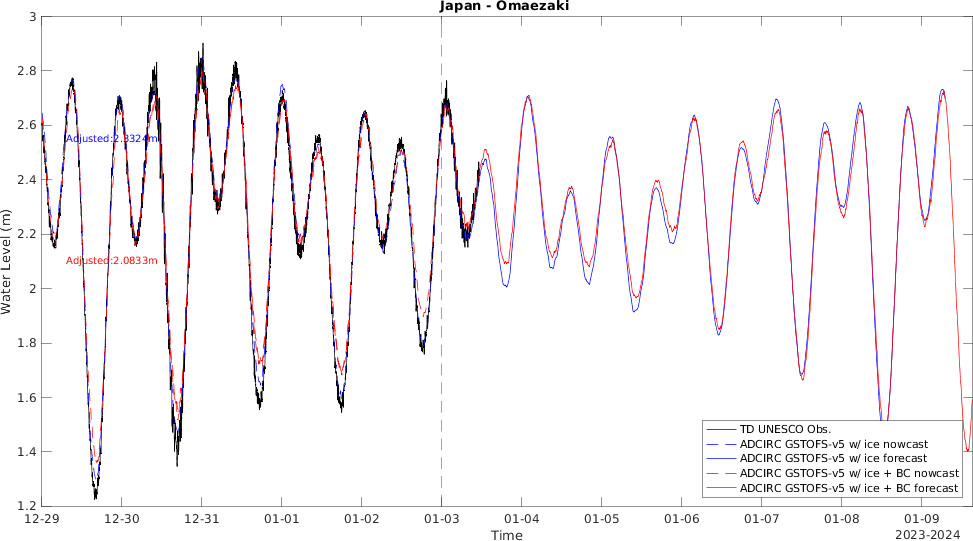 Japan - Omaezaki
3
2.8
2.6
2.4
2.2
2
1.8
1.6
1.4
1.2
Water Level (m)
Adjusted:2.3324m
Adjusted:2.0833m
TD UNESCO Obs.
ADCIRC GSTOFS-v5 w/ ice nowcast
ADCIRC GSTOFS-v5 w/ ice forecast
ADCIRC GSTOFS-v5 w/ ice + BC nowcast
ADCIRC GSTOFS-v5 w/ ice + BC forecast
12-29 12-30 12-31 01-01 01-02 01-03 01-04 01-05 01-06 01-07 01-08 01-09
Time
2023-2024